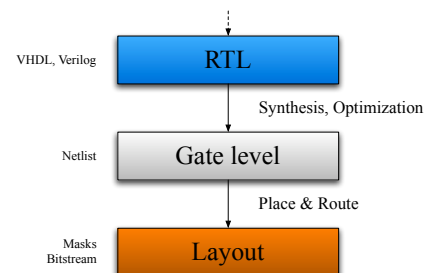 VHDL, Verilog
RTL
Synthesis, Optimization
Netlist
Gate level
Place & Route
Masks
Bitstream
Layout